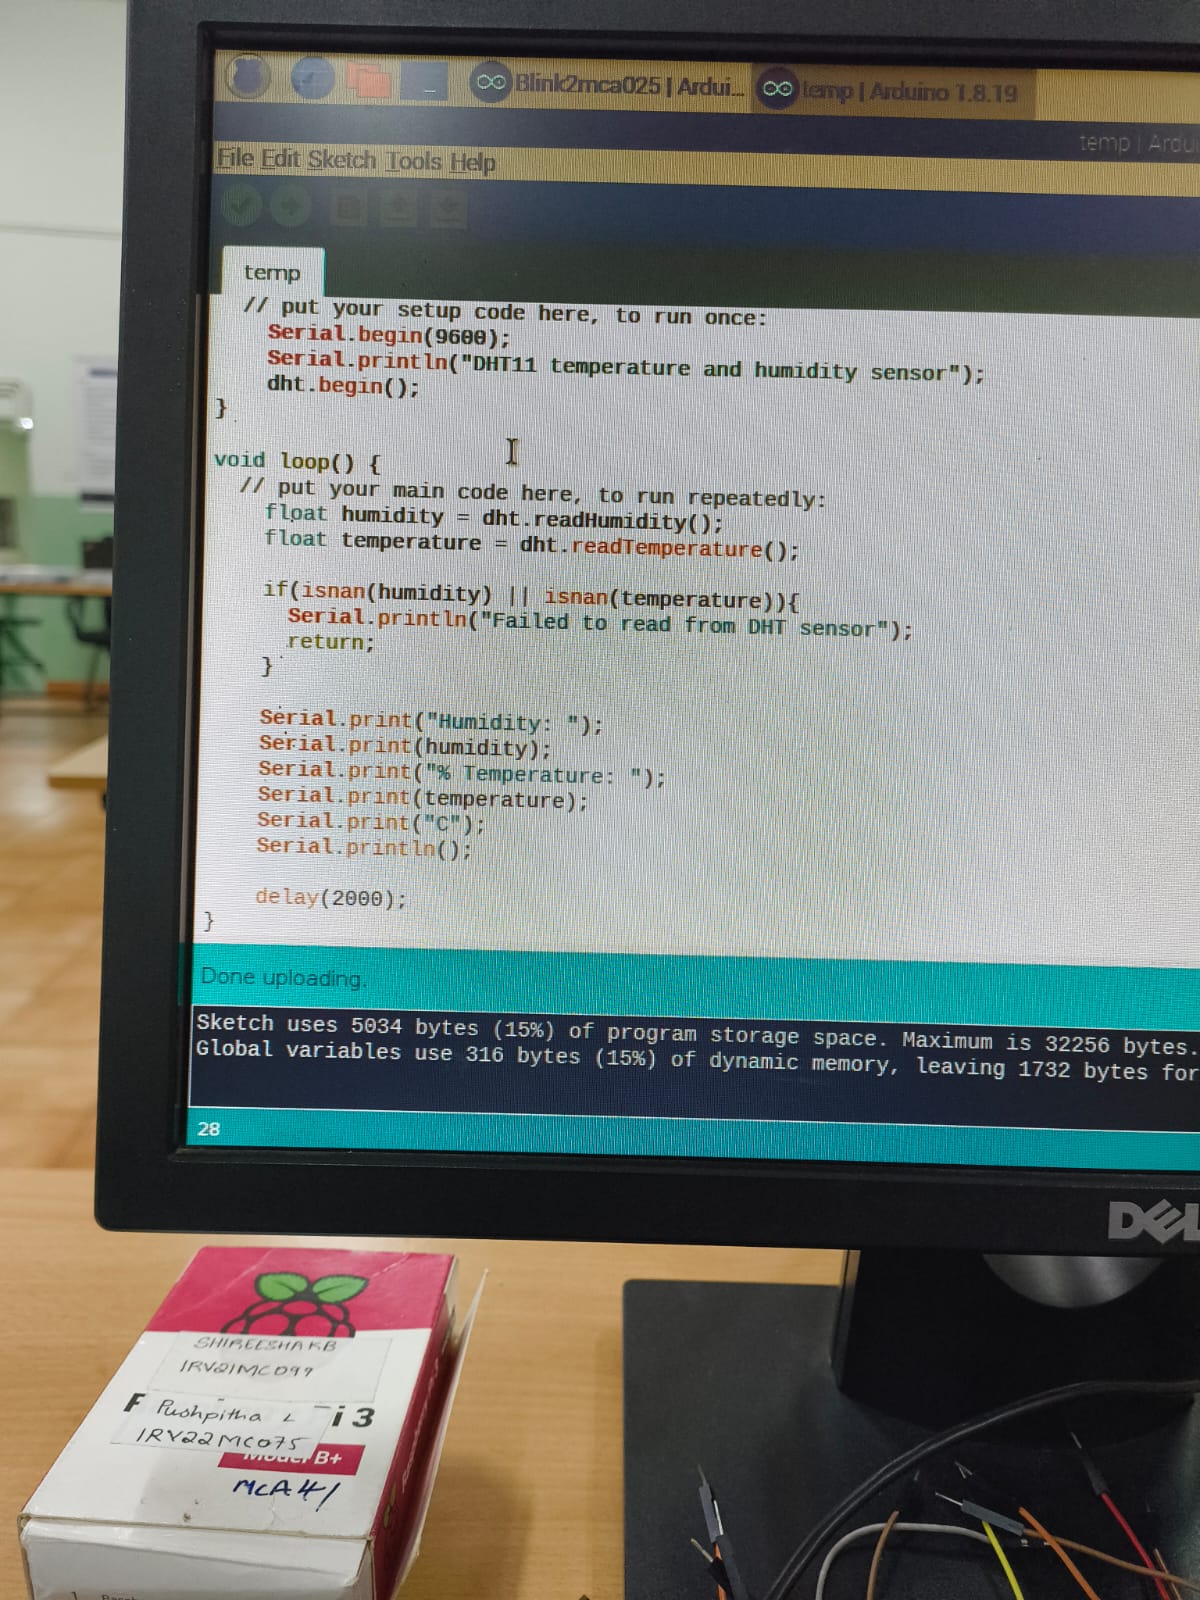 Blink2mca025 | Ardui...
temp | Arduino 1.8.19
temp | Ardui
File Edit Sketch Tools Help
temp
// put your setup code here, to run once:
Serial.begin(9600);
Serial.println("DHT11 temperature and humidity sensor");
dht.begin();
}
void loop() {
// put your main code here, to run repeatedly:
float humidity = dht.readHumidity();
float temperature = dht.readTemperature();
if(isnan(humidity) || isnan(temperature)){
Serial.println("Failed to read from DHT sensor");
return;
}
Serial.print("Humidity: ");
Serial.print(humidity);
Serial.print("% Temperature: ");
Serial.print(temperature);
Serial.print("C");
Serial.println();
delay(2000);
}
Done uploading.
Sketch uses 5034 bytes (15%) of program storage space. Maximum is 32256 bytes.
Global variables use 316 bytes (15%) of dynamic memory, leaving 1732 bytes for
28
DELL
SHIREESHA KB
1RV21MC099
Pushpitha L
i 3
1RV22MC075
Model B+
MCA41